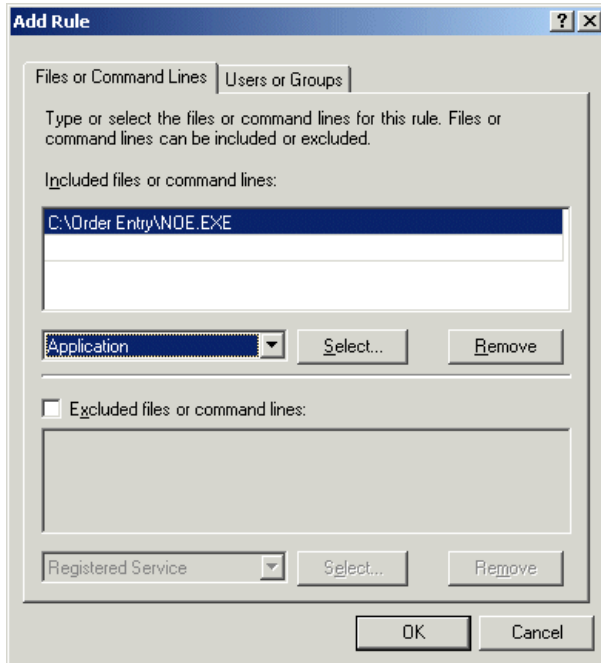 Add Rule
Files or Command Lines
Users or Groups
Type or select the files or command lines for this rule. Files or
command lines can be included or excluded.
Included files or command lines:
C:\Order Entry\NOE.EXE
Application
Select...
Remove
Excluded files or command lines:
Registered Service
Select...
Remove
OK
Cancel